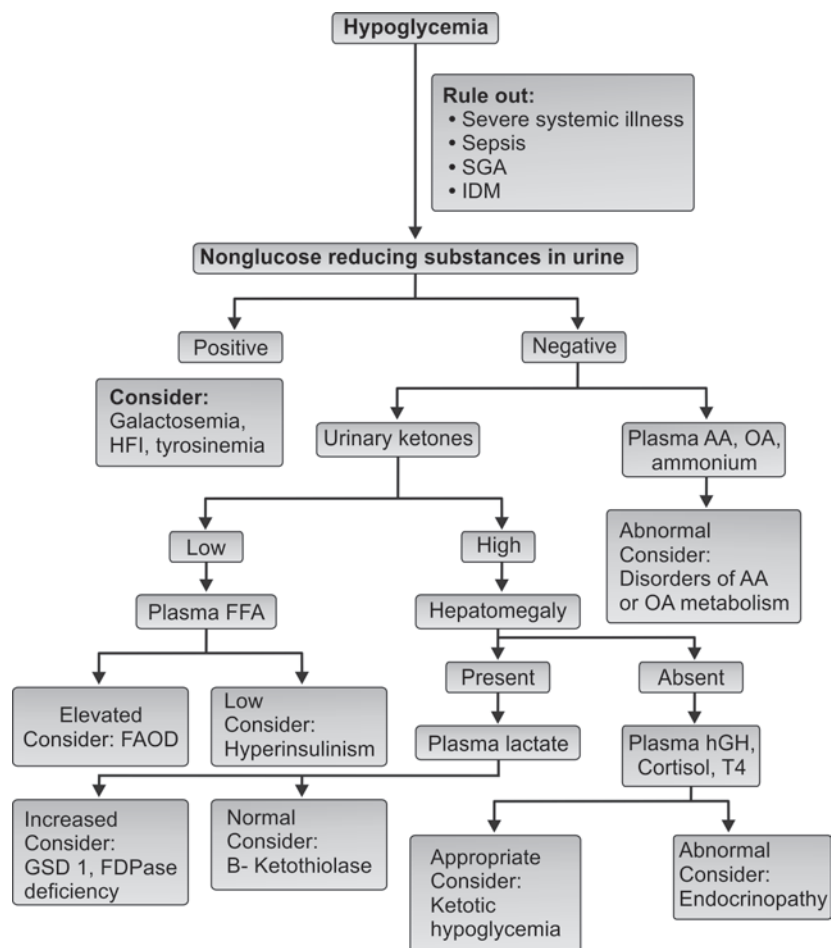 Hypoglycemia
Rule out:
• Severe systemic illness
• Sepsis
• SGA
• IDM
Nonglucose reducing substances in urine
Positive
Negative
Consider:
Galactosemia,
HFI, tyrosinemia
Urinary ketones
Plasma AA, OA,
ammonium
Low
High
Abnormal
Consider:
Disorders of AA
or OA metabolism
Plasma FFA
Hepatomegaly
Present
Absent
Elevated
Consider: FAOD
Low
Consider:
Hyperinsulinism
Plasma lactate
Plasma hGH,
Cortisol, T4
Increased
Consider:
GSD 1, FDPase
deficiency
Normal
Consider:
B- Ketothiolase
Appropriate
Consider:
Ketotic
hypoglycemia
Abnormal
Consider:
Endocrinopathy